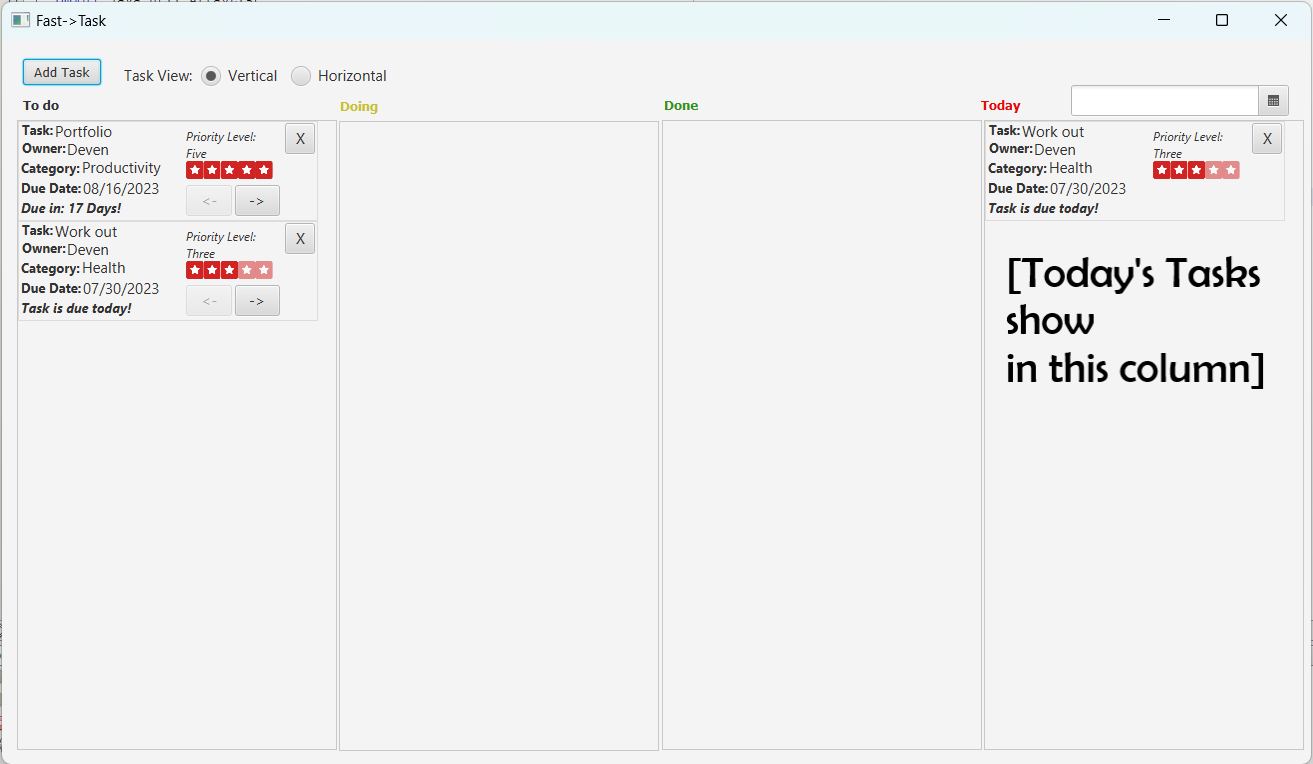 Fast->Task
Add Task
Task View: Vertical Horizontal
To do
Doing
Done
Today
Task: Portfolio
Owner: Deven
Category: Productivity
Due Date: 08/16/2023
Due in: 17 Days!
Priority Level:
Five
X
<- ->
Task: Work out
Owner: Deven
Category: Health
Due Date: 07/30/2023
Task is due today!
Priority Level:
Three
X
<- ->
Task: Work out
Owner: Deven
Category: Health
Due Date: 07/30/2023
Task is due today!
Priority Level:
Three
X
[Today's Tasks
show
in this column]